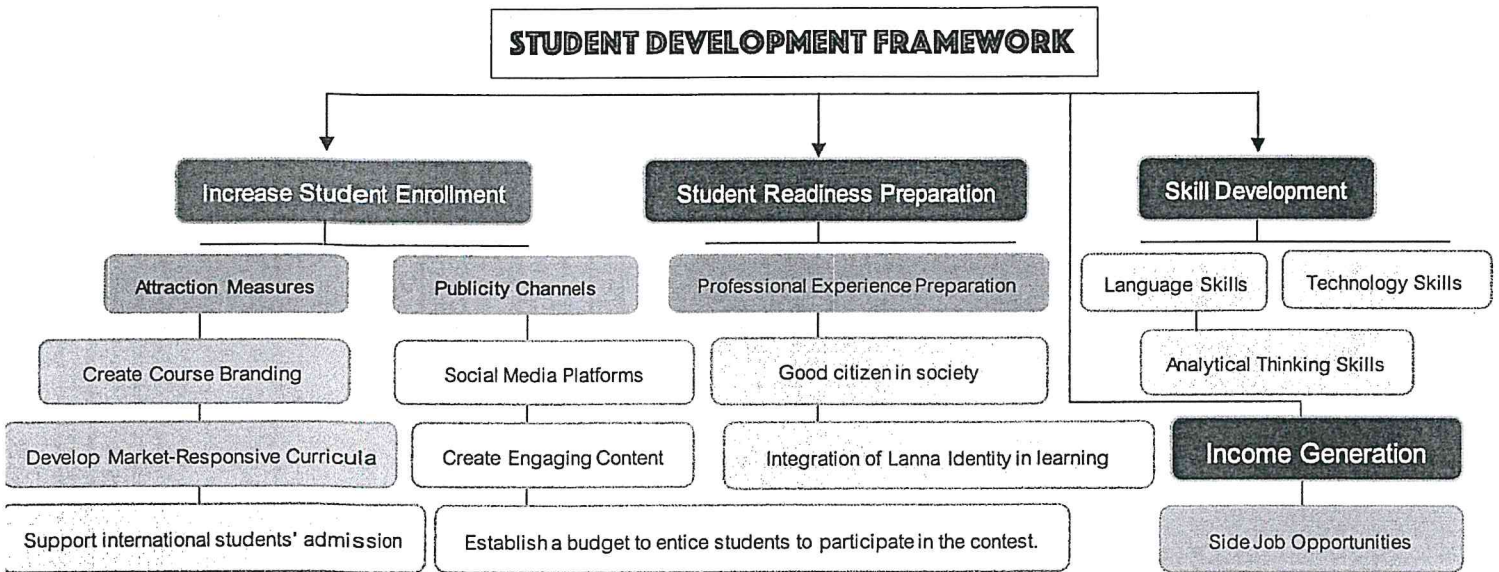 STUDENT DEVELOPMENT FRAMEWORK
Increase Student Enrollment
Student Readiness Preparation
Skill Development
Attraction Measures
Publicity Channels
Professional Experience Preparation
Language Skills
Technology Skills
Create Course Branding
Social Media Platforms
Good citizen in society
Analytical Thinking Skills
Develop Market-Responsive Curricula
Create Engaging Content
Integration of Lanna Identity in learning
Income Generation
Support international students' admission
Establish a budget to entice students to participate in the contest.
Side Job Opportunities